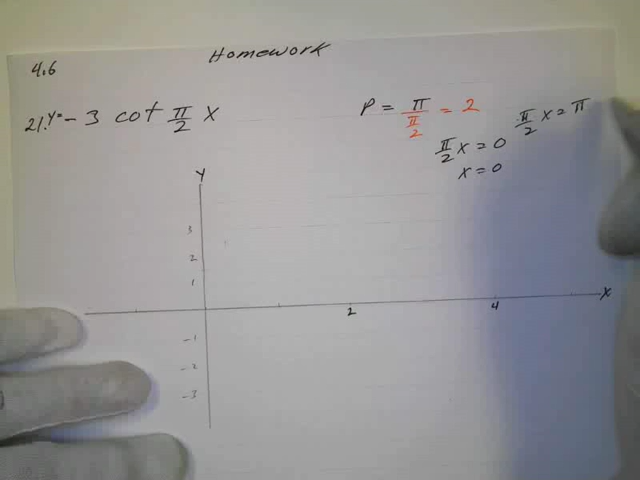 4.6
Homework
21. y = -3 cot π/2 x
P = π / π/2 = 2
π/2 x = 0
π/2 x = π
x = 0
Y
3
2
1
2
4
X
-1
-2
-3